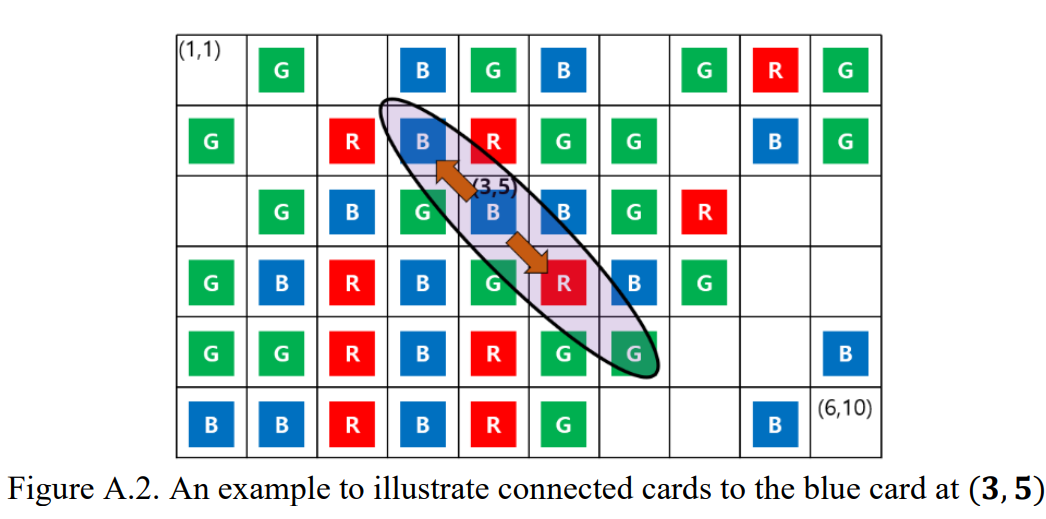 (1,1) G B G B G R G
G R B R G G B G
(3,5)
G B G B B G R
G B R B G R B G
G G R B R G G B
(6,10)
B B R B R G B
Figure A.2. An example to illustrate connected cards to the blue card at (3, 5)